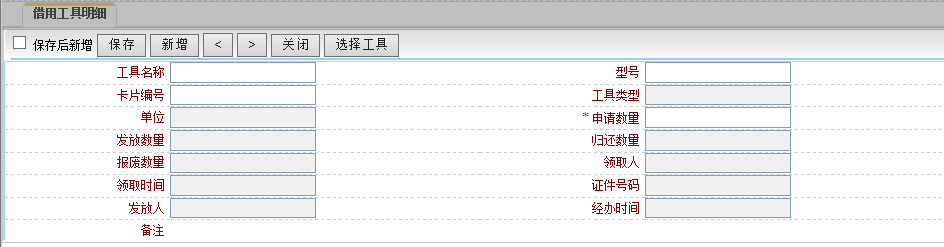 借用工具明细
保存后新增 保存 新增 < > 关闭 选择工具
工具名称 型号
卡片编号 工具类型
单位 *申请数量
发放数量 归还数量
报废数量 领取人
领取时间 证件号码
发放人 经办时间
备注